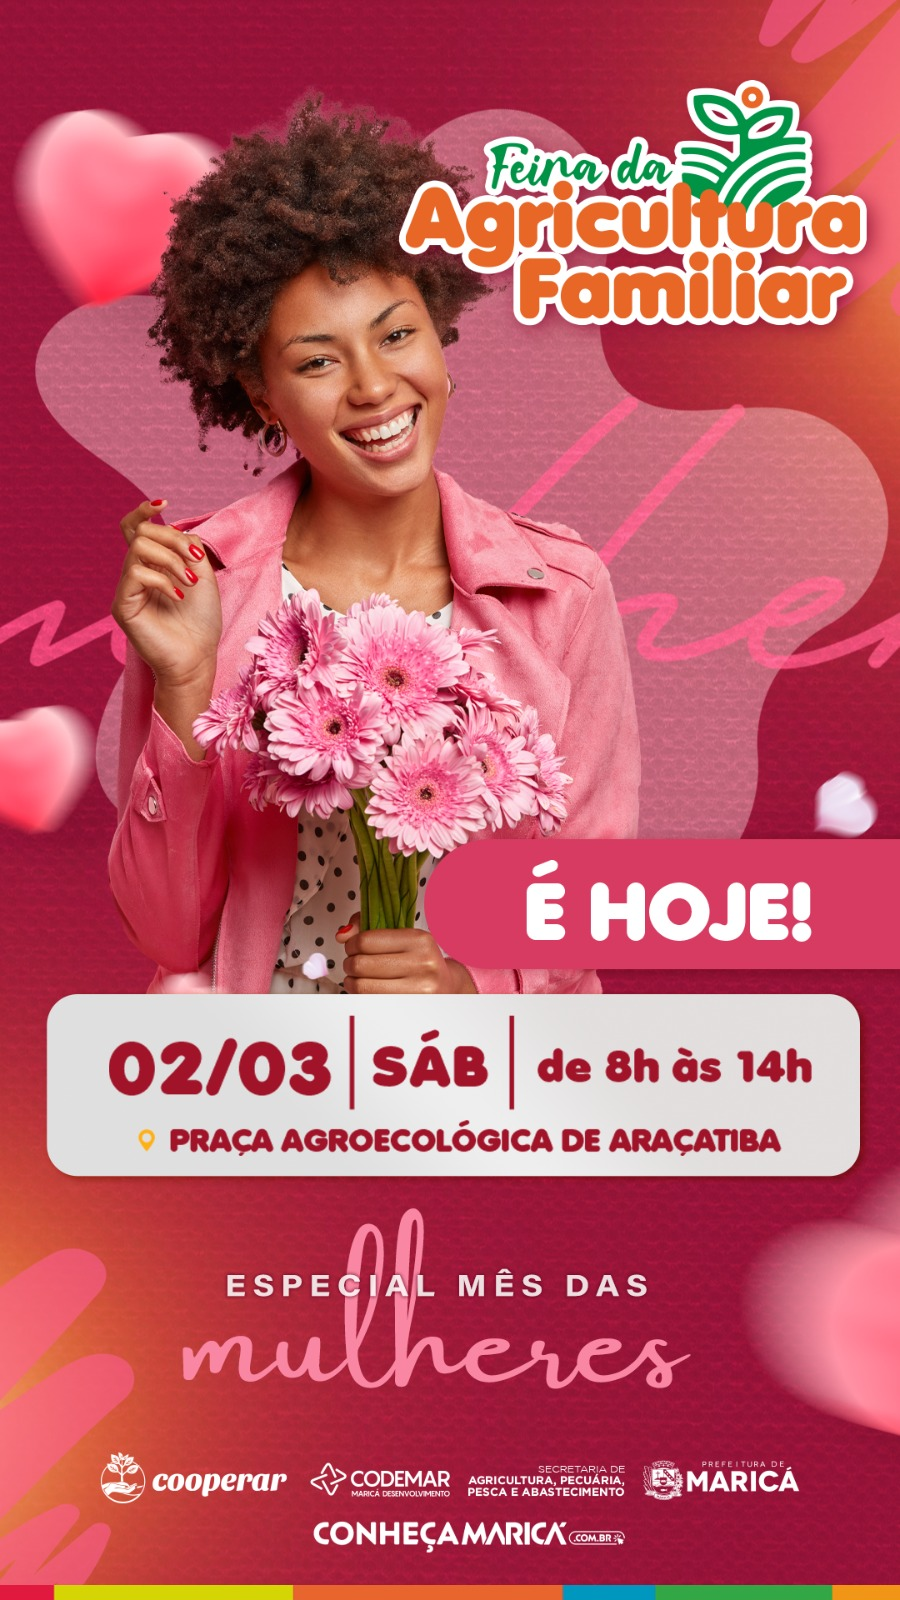 Feira da
Agricultura
Familiar
mulher
É HOJE!
02/03 SÁB de 8h às 14h
PRAÇA AGROECOLÓGICA DE ARAÇATIBA
ESPECIAL MÊS DAS
mulheres
cooperar
CODEMAR
MARICÁ DESENVOLVIMENTO
SECRETARIA DE
AGRICULTURA, PECUÁRIA,
PESCA E ABASTECIMENTO
PREFEITURA DE
MARICÁ
CONHEÇAMARICÁ .COM.BR